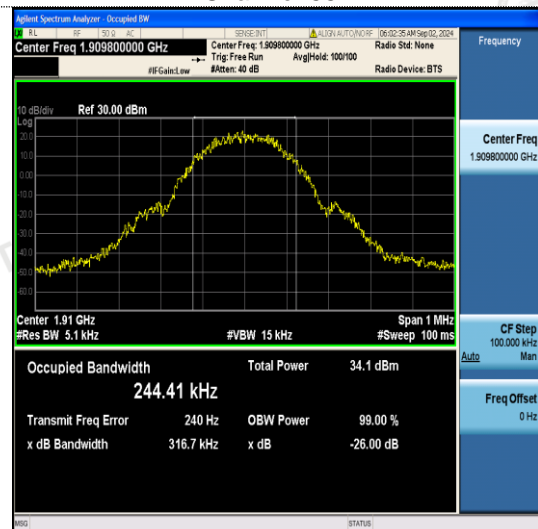 Agilent Spectrum Analyzer - Occupied BW
RL RF 50 Ω AC SENSE:INT ALIGN AUTO/NO RF 06:02:35 AM Sep 02, 2024
Center Freq 1.909800000 GHz
Center Freq: 1.909800000 GHz
Radio Std: None
Trig: Free Run
Avg|Hold: 100/100
#IFGain:Low
#Atten: 40 dB
Radio Device: BTS
10 dB/div Ref 30.00 dBm
Log
20.0
10.0
0.00
-10.0
-20.0
-30.0
-40.0
-50.0
-60.0
Center 1.91 GHz
Span 1 MHz
#Res BW 5.1 kHz
#VBW 15 kHz
#Sweep 100 ms
Occupied Bandwidth
Total Power 34.1 dBm
244.41 kHz
Transmit Freq Error 240 Hz
OBW Power 99.00 %
x dB Bandwidth 316.7 kHz
x dB -26.00 dB
MSG
STATUS
Frequency
Center Freq
1.909800000 GHz
CF Step
100.000 kHz
Auto Man
Freq Offset
0 Hz